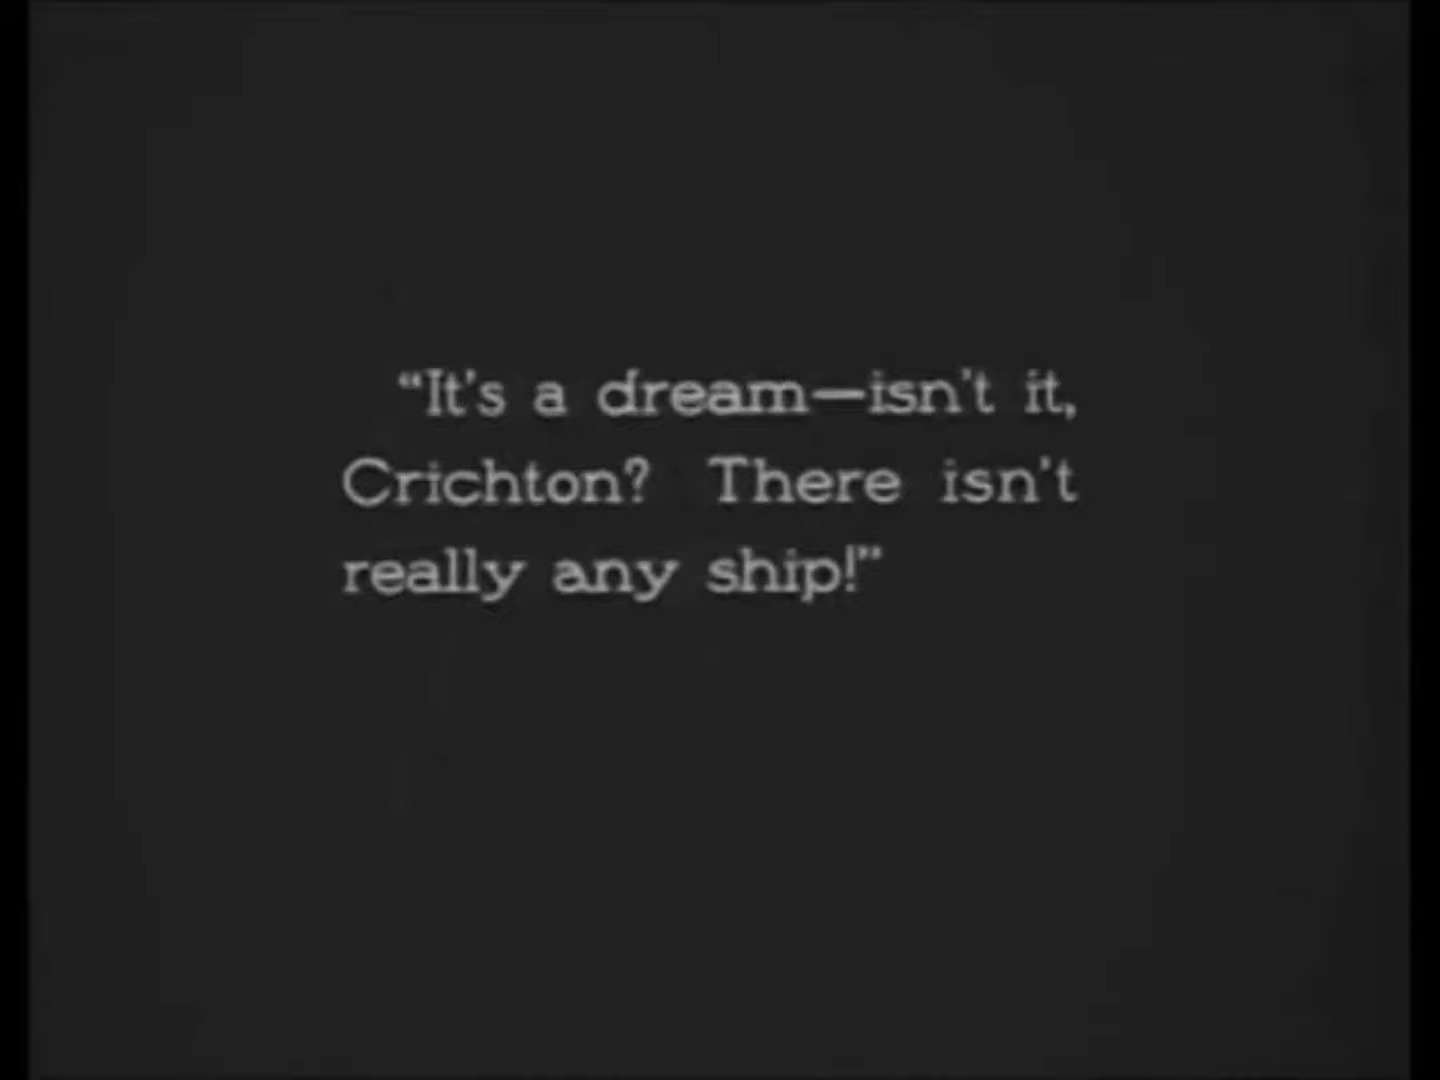 “It's a dream—isn't it,
Crichton? There isn't
really any ship!”